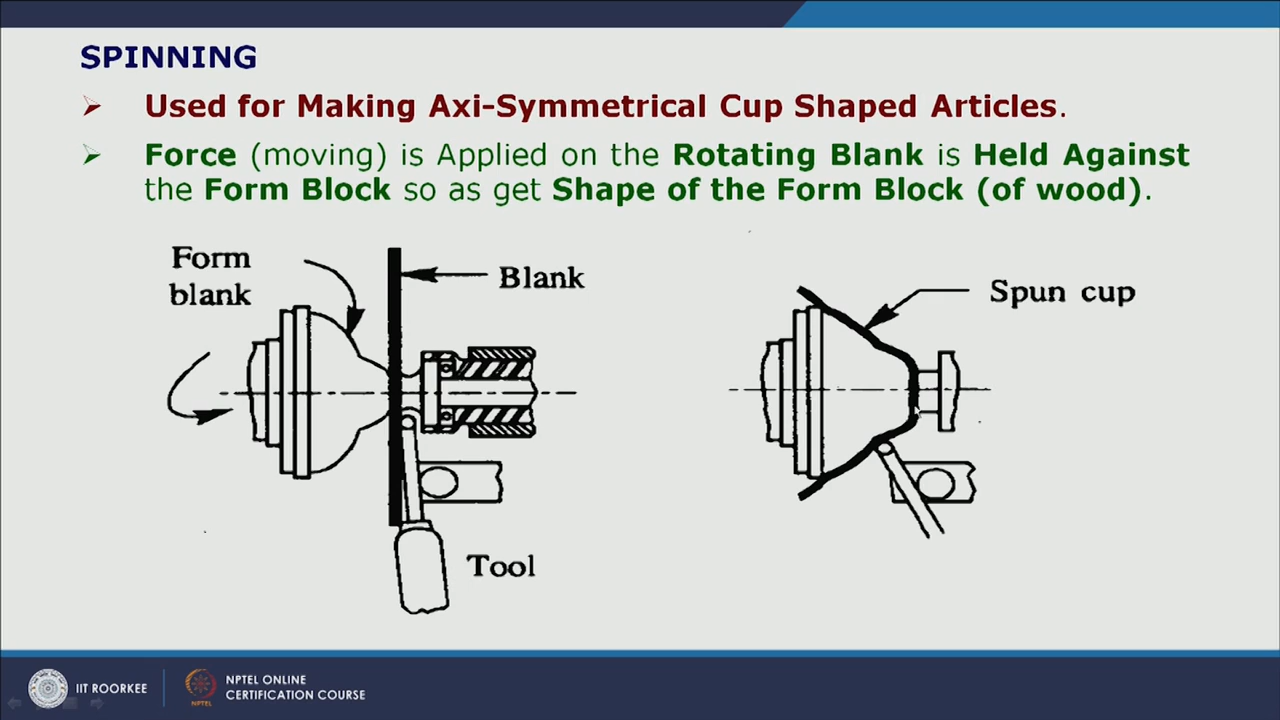 SPINNING
Used for Making Axi-Symmetrical Cup Shaped Articles.
Force (moving) is Applied on the Rotating Blank is Held Against
the Form Block so as get Shape of the Form Block (of wood).
Form
blank
Blank
Tool
Spun cup
IIT ROORKEE
NPTEL
NPTEL ONLINE
CERTIFICATION COURSE